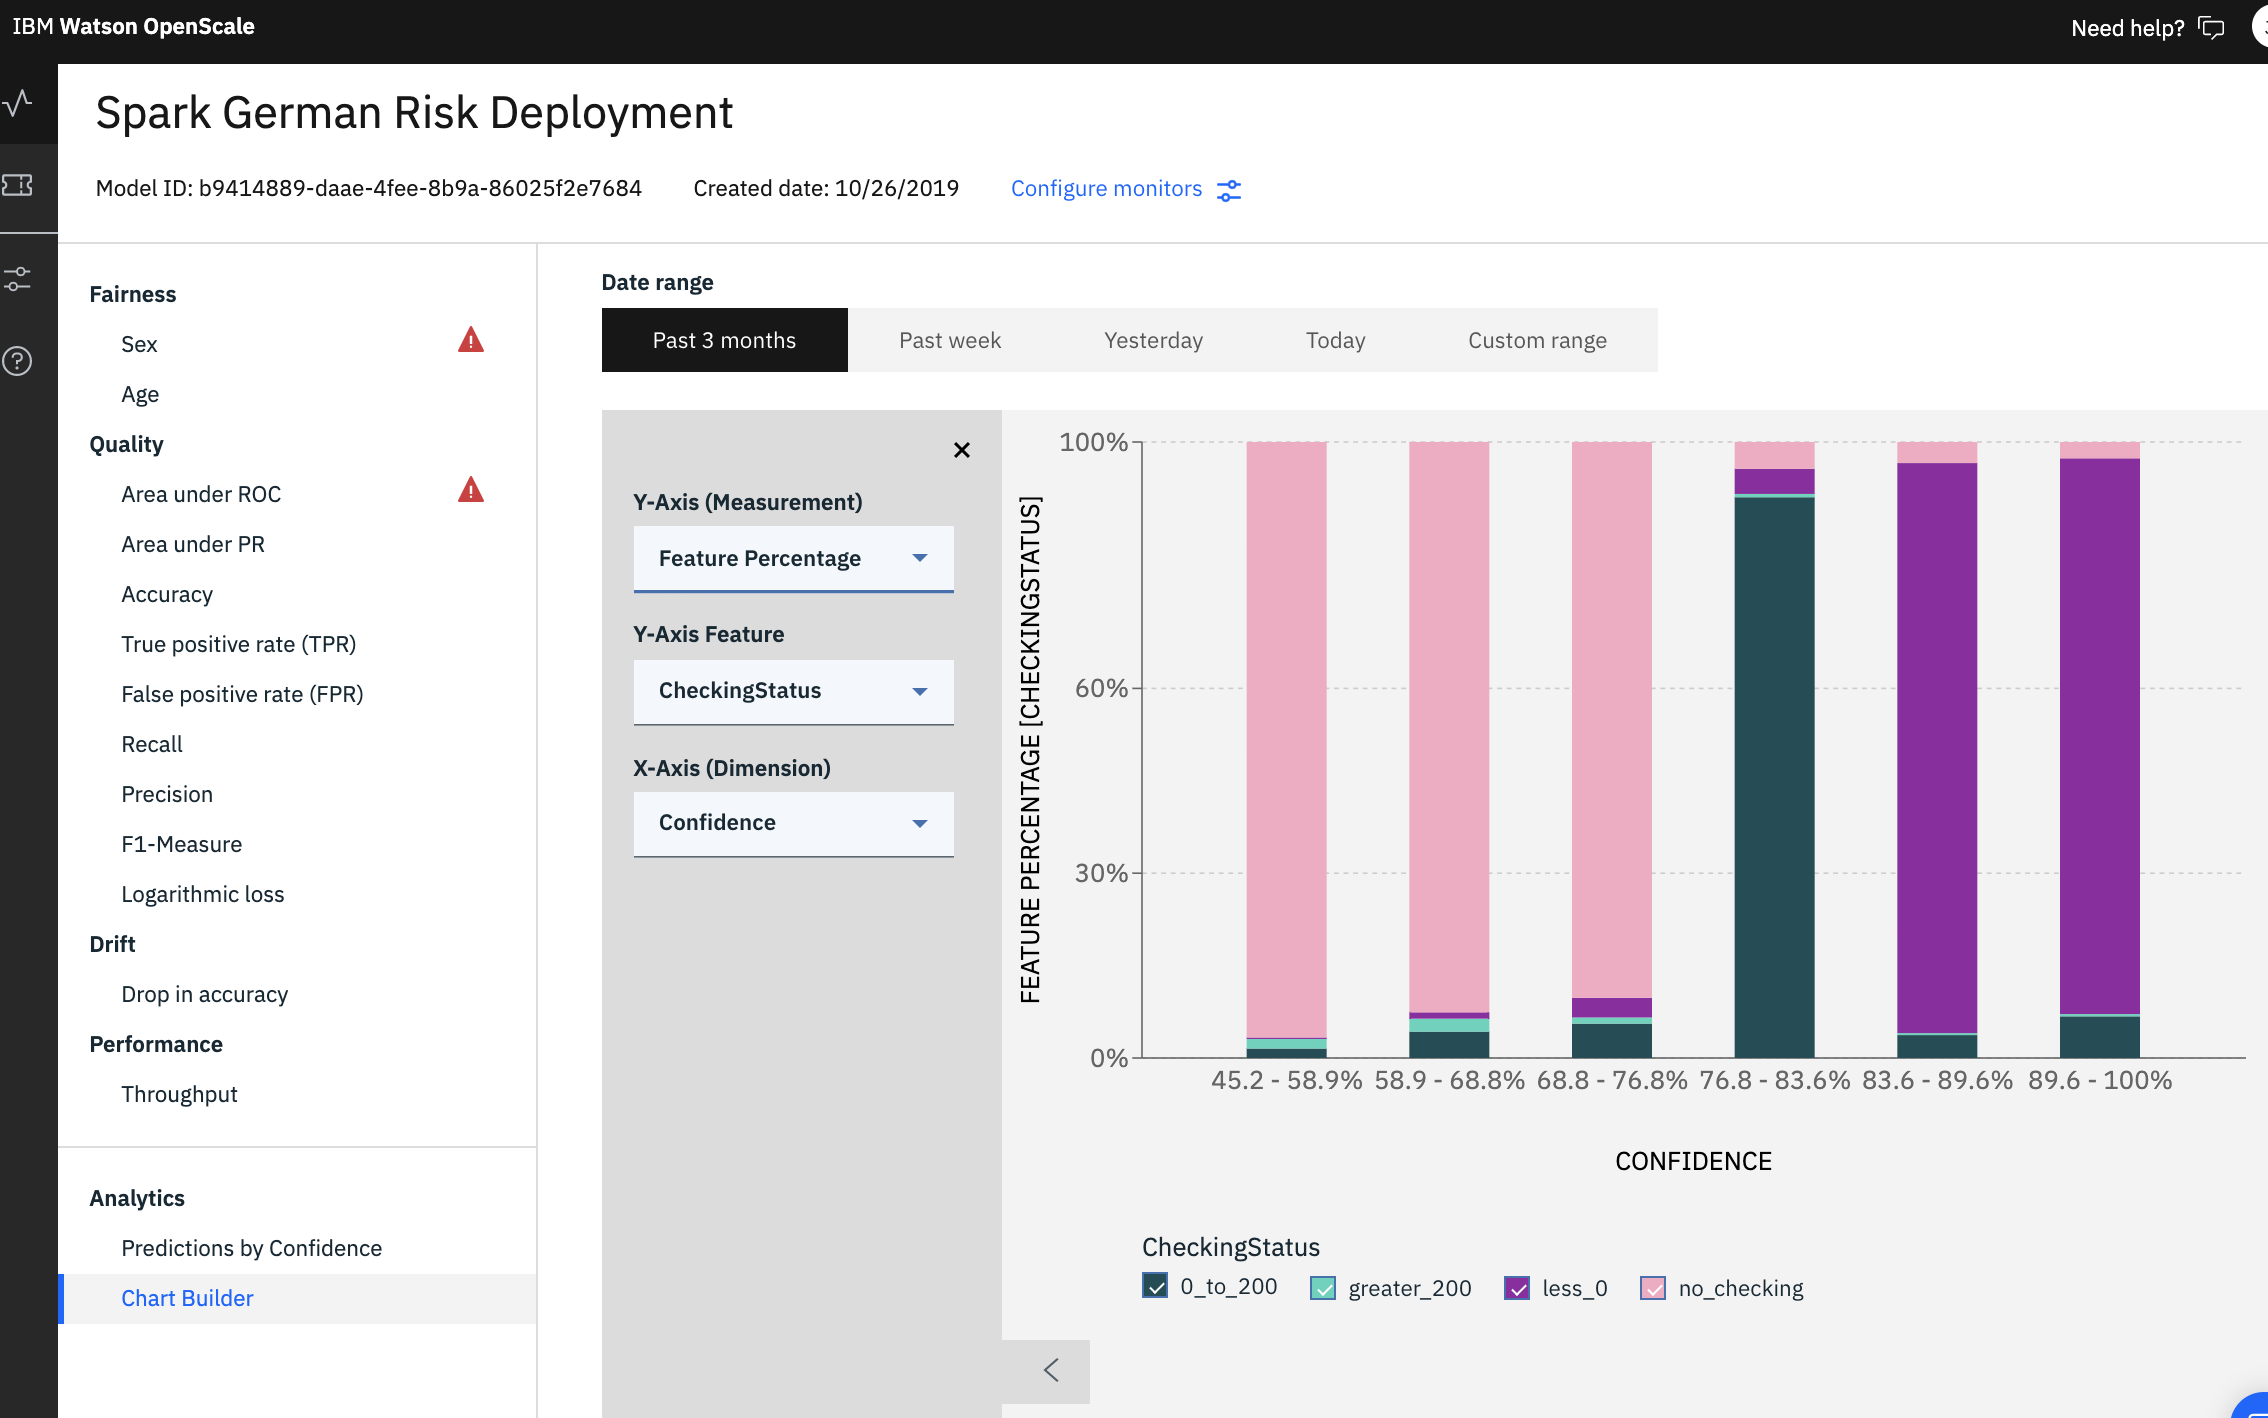 IBM Watson OpenScale
Need help?
Spark German Risk Deployment
Model ID: b9414889-daae-4fee-8b9a-86025f2e7684
Created date: 10/26/2019
Configure monitors
Fairness
Sex
Age
Quality
Area under ROC
Area under PR
Accuracy
True positive rate (TPR)
False positive rate (FPR)
Recall
Precision
F1-Measure
Logarithmic loss
Drift
Drop in accuracy
Performance
Throughput
Analytics
Predictions by Confidence
Chart Builder
Date range
Past 3 months
Past week
Yesterday
Today
Custom range
Y-Axis (Measurement)
Feature Percentage
Y-Axis Feature
CheckingStatus
X-Axis (Dimension)
Confidence
FEATURE PERCENTAGE [CHECKINGSTATUS]
100%
60%
30%
0%
45.2 - 58.9%
58.9 - 68.8%
68.8 - 76.8%
76.8 - 83.6%
83.6 - 89.6%
89.6 - 100%
CONFIDENCE
CheckingStatus
0_to_200
greater_200
less_0
no_checking